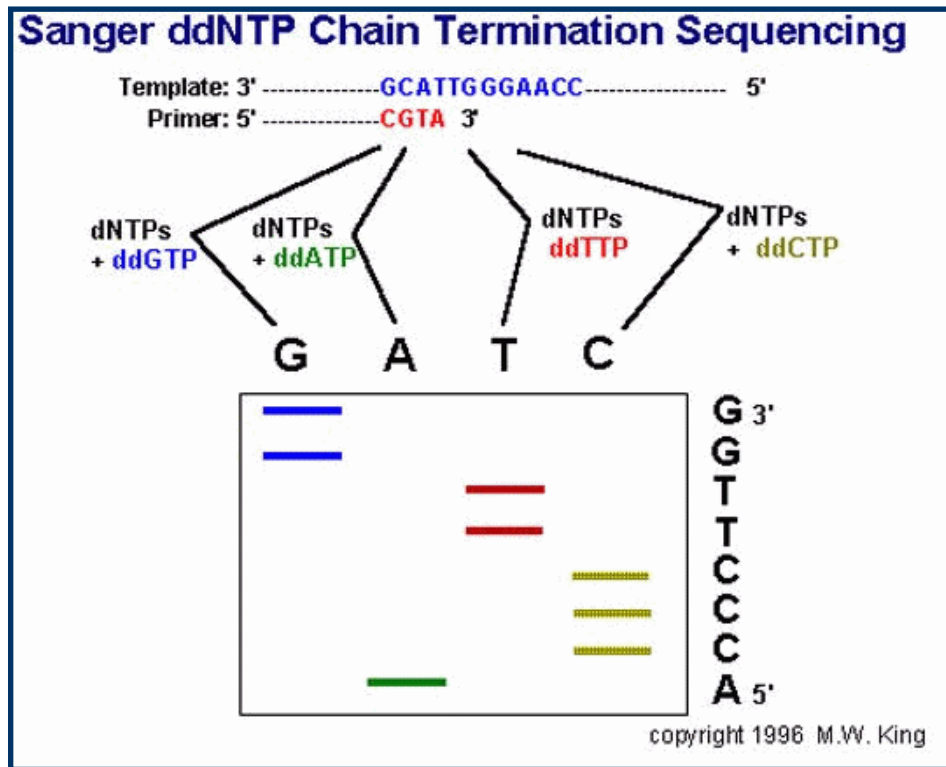 Sanger ddNTP Chain Termination Sequencing
Template: 3' ---------------GCATTGGGAACC------------------ 5'
Primer: 5' ---------------CGTA 3'
dNTPs
+ ddGTP
dNTPs
+ ddATP
dNTPs
ddTTP
dNTPs
+ ddCTP
G A T C
G 3'
G
T
T
C
C
C
A 5'
copyright 1996 M.W. King